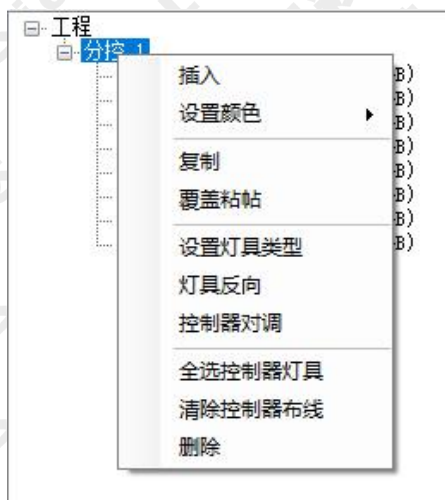 工程
分控_1
插入
设置颜色
复制
覆盖粘帖
设置灯具类型
灯具反向
控制器对调
全选控制器灯具
清除控制器布线
删除
B)
B)
B)
B)
B)
B)
B)
B)